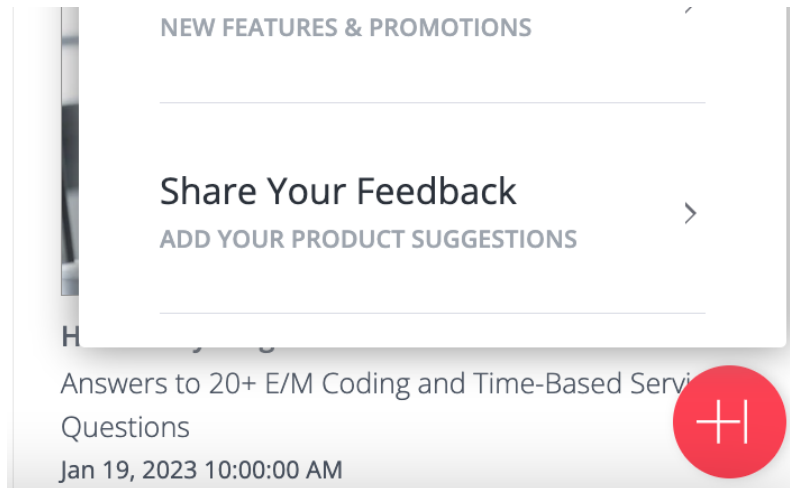 NEW FEATURES & PROMOTIONS
Share Your Feedback
ADD YOUR PRODUCT SUGGESTIONS
Answers to 20+ E/M Coding and Time-Based
Questions
Jan 19, 2023 10:00:00 AM